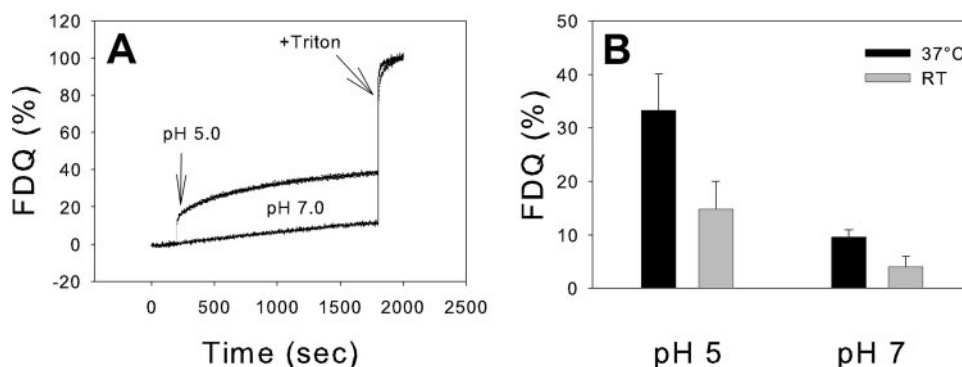 A
120
100
80
60
40
20
0
-20
FDQ (%)
+Triton
pH 5.0
pH 7.0
0 500 1000 1500 2000 2500
Time (sec)
B
50
40
30
20
10
0
FDQ (%)
37°C
RT
pH 5 pH 7